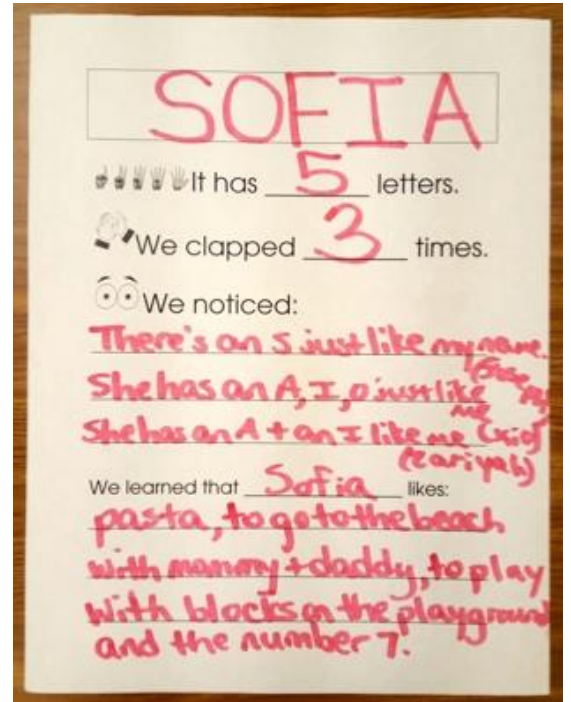 SOFIA
It has 5 letters.
We clapped 3 times.
We noticed:
There's an S just like my name.
She has an A, I, O just like
me
She has an A + an I like me
(Zariyah)
We learned that Sofia likes:
pasta, to go to the beach
with mommy + daddy, to play
with blocks on the playground
and the number 7.